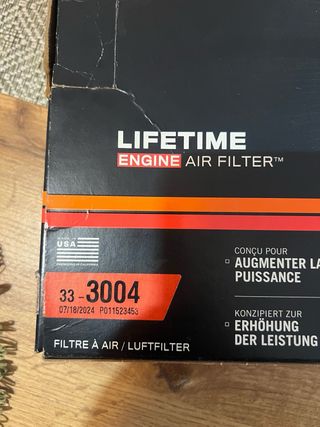 LIFETIME
ENGINE AIR FILTER™
USA
33-3004
07/18/2024 P011523453
FILTRE À AIR / LUFTFILTER
CONÇU POUR
AUGMENTER LA
PUISSANCE
KONZIPIERT ZUR
ERHÖHUNG
DER LEISTUNG